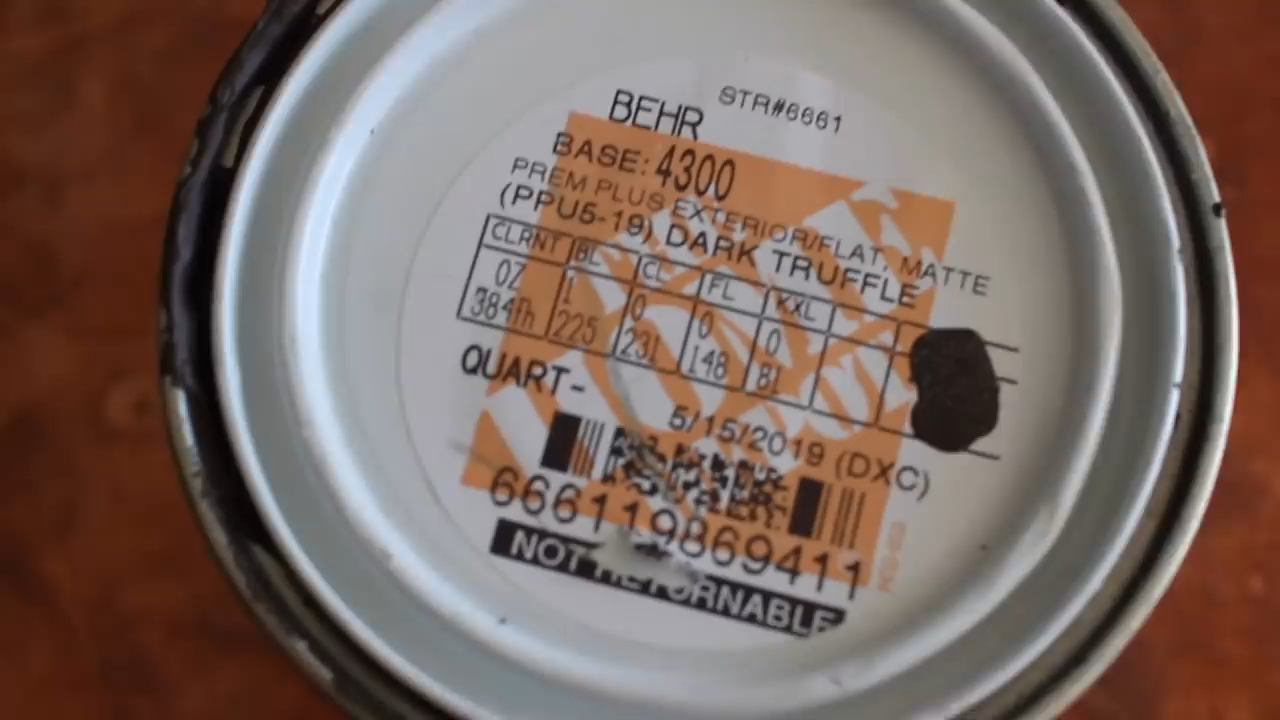 BEHR STR#6661
BASE: 4300
PREM PLUS EXTERIOR/FLAT, MATTE
(PPU5-19) DARK TRUFFLE
CLRNT BL CL FL KXL
OZ 1 0 0 0
384th 225 231 148 81
QUART-
5/15/2019 (DXC)
666119869411
NOT RETURNABLE